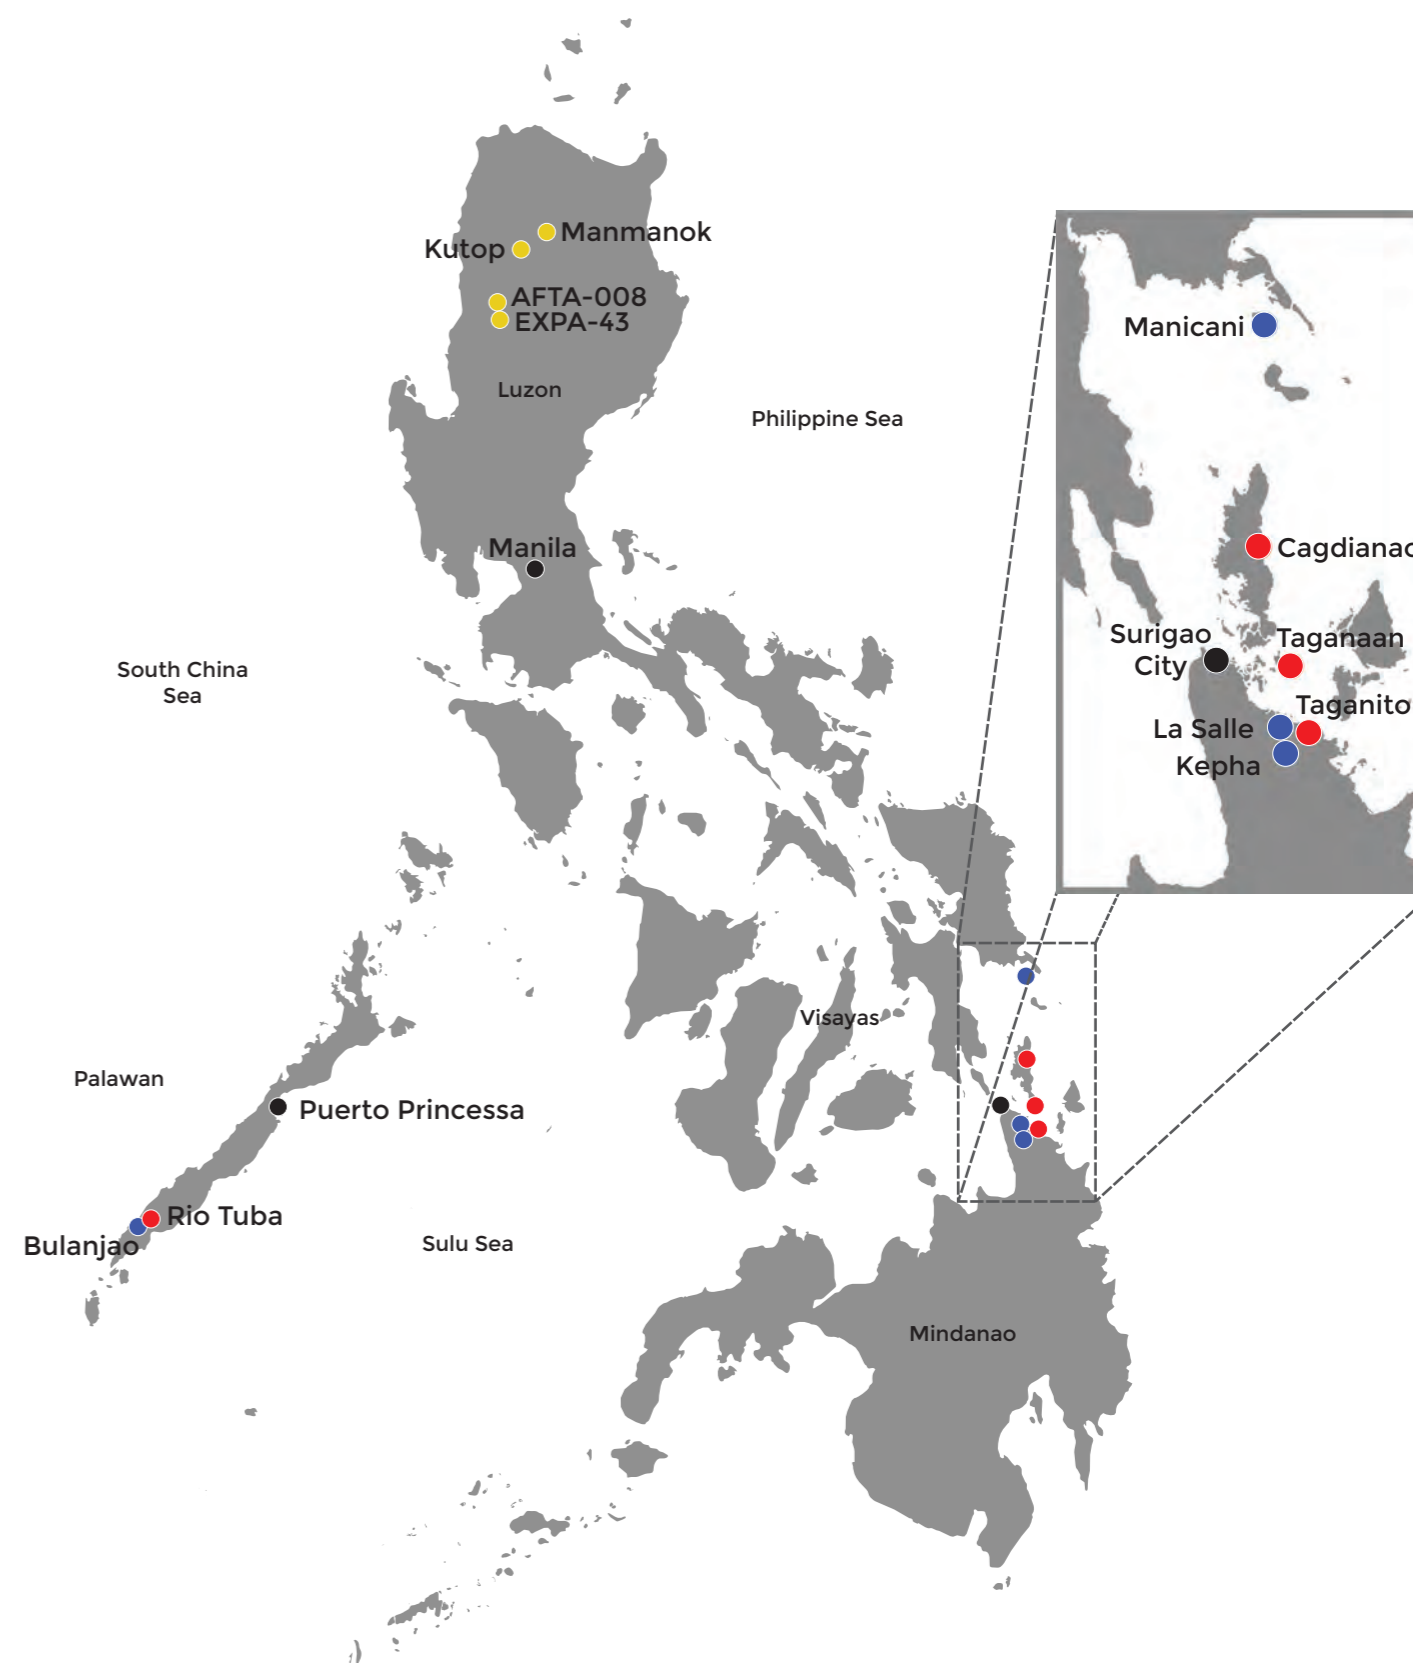 Manmanok
Kutop
AFTA-008
EXPA-43
Luzon
Philippine Sea
Manila
South China
Sea
Manicani
Cagdianao
Surigao
City
Taganaan
Taganito
La Salle
Kepha
Visayas
Palawan
Puerto Princessa
Rio Tuba
Bulanjao
Sulu Sea
Mindanao